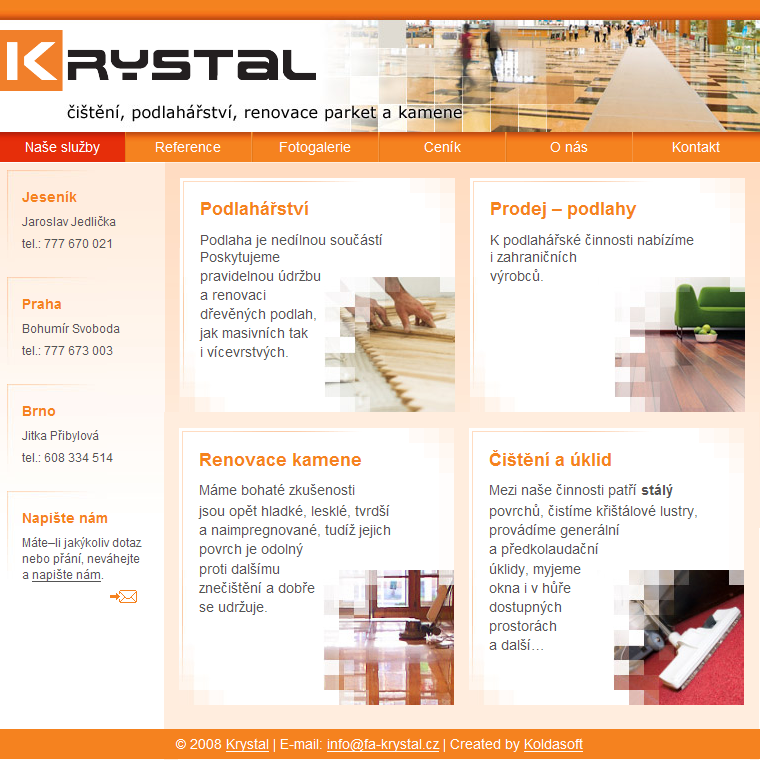 KRYSTAL
čištění, podlahářství, renovace parket a kamene
Naše služby
Reference
Fotogalerie
Ceník
O nás
Kontakt
Jeseník
Jaroslav Jedlička
tel.: 777 670 021
Praha
Bohumír Svoboda
tel.: 777 673 003
Brno
Jitka Přibylová
tel.: 608 334 514
Napište nám
Máte–li jakýkoliv dotaz
nebo přání, neváhejte
a napište nám.
Podlahářství
Podlaha je nedílnou součástí
Poskytujeme
pravidelnou údržbu
a renovaci
dřevěných podlah,
jak masivních tak
i vícevrstvých.
Prodej – podlahy
K podlahářské činnosti nabízíme
i zahraničních
výrobců.
Renovace kamene
Máme bohaté zkušenosti
jsou opět hladké, lesklé, tvrdší
a naimpregnované, tudíž jejich
povrch je odolný
proti dalšímu
znečištění a dobře
se udržuje.
Čištění a úklid
Mezi naše činnosti patří stálý
povrchů, čistíme křišťálové lustry,
provádíme generální
a předkolaudační
úklidy, myjeme
okna i v hůře
dostupných
prostorách
a další…
© 2008 Krystal | E-mail: info@fa-krystal.cz | Created by Koldasoft